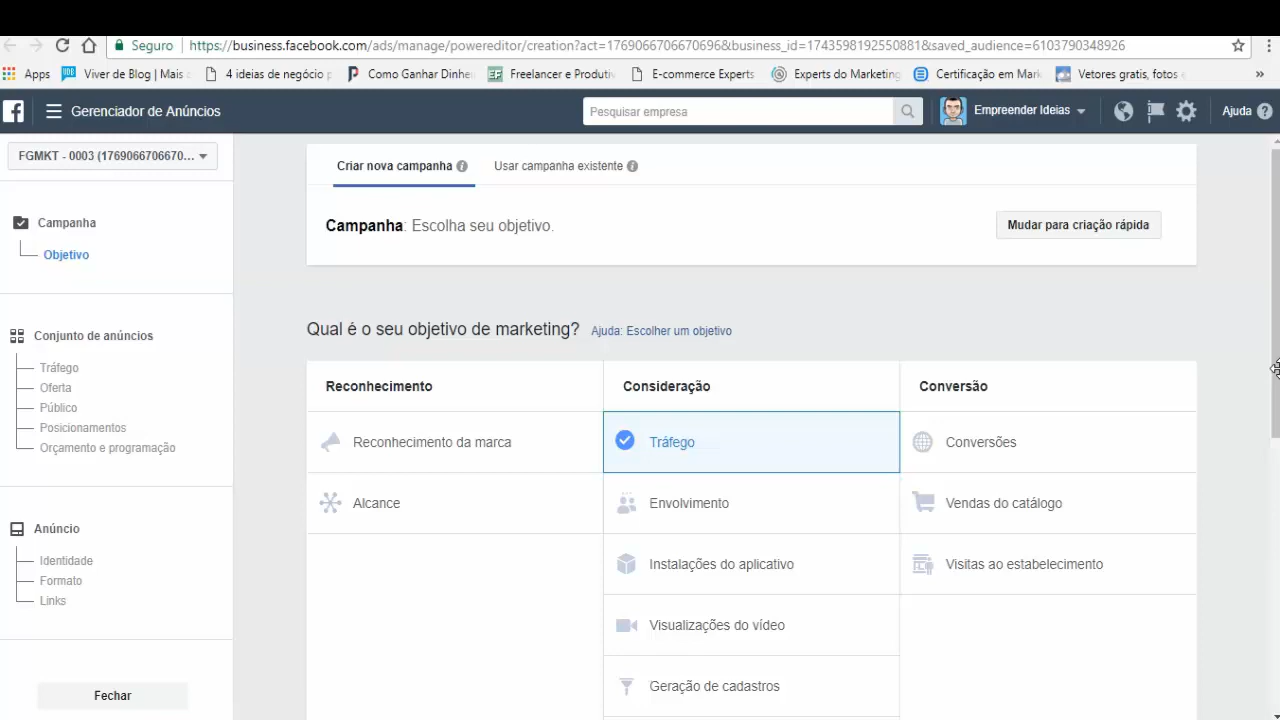 Seguro
https://business.facebook.com/ads/manage/powereditor/creation?act=1769066706670696&business_id=1743598192550881&saved_audience=6103790348926
Apps
Viver de Blog | Mais
4 ideias de negócio
Como Ganhar Dinhe
Freelancer e Produti
E-commerce Experts
Experts do Marketing
Certificação em Mark
Vetores gratis, fotos
»
Gerenciador de Anúncios
Pesquisar empresa
Empreender Ideias
Ajuda
FGMKT - 0003 (1769066706670...
Criar nova campanha
Usar campanha existente
Campanha: Escolha seu objetivo.
Mudar para criação rápida
Campanha
Objetivo
Conjunto de anúncios
Tráfego
Oferta
Público
Posicionamentos
Orçamento e programação
Anúncio
Identidade
Formato
Links
Fechar
Qual é o seu objetivo de marketing?
Ajuda: Escolher um objetivo
Reconhecimento
Consideração
Conversão
Reconhecimento da marca
Tráfego
Conversões
Alcance
Envolvimento
Vendas do catálogo
Instalações do aplicativo
Visitas ao estabelecimento
Visualizações do vídeo
Geração de cadastros